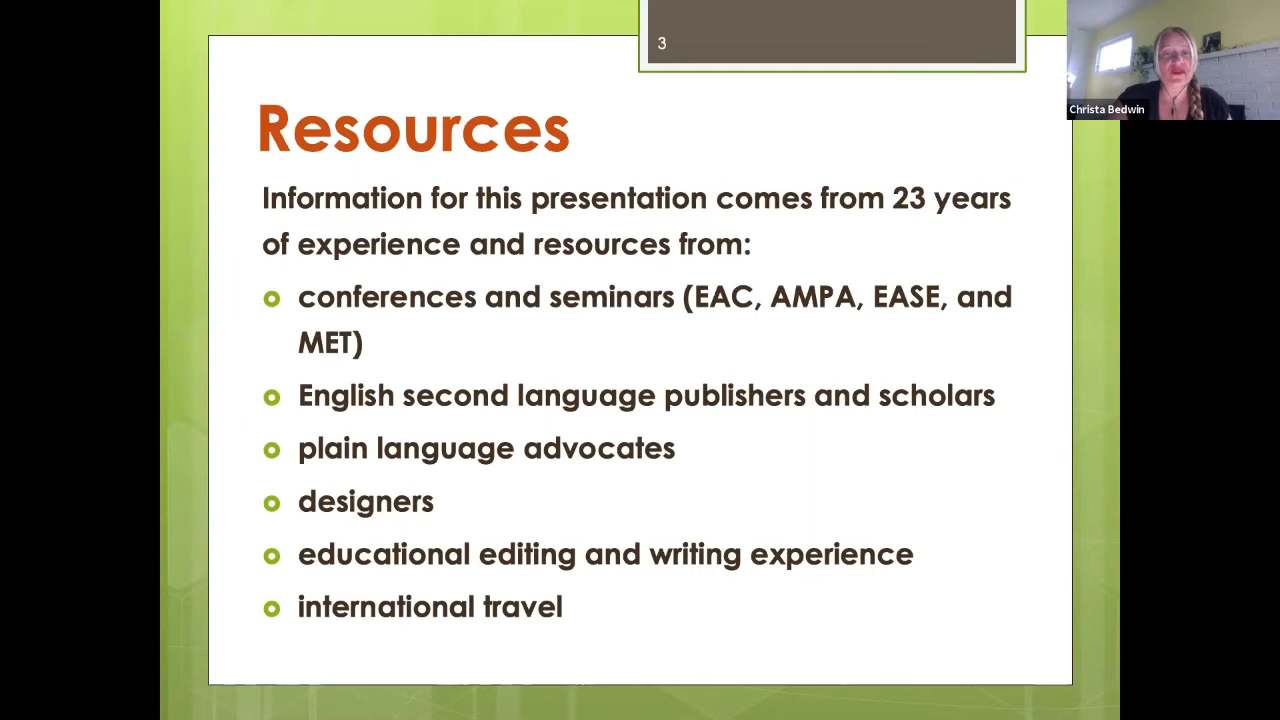 3
Christa Bedwin
Resources
Information for this presentation comes from 23 years
of experience and resources from:
conferences and seminars (EAC, AMPA, EASE, and
MET)
English second language publishers and scholars
plain language advocates
designers
educational editing and writing experience
international travel